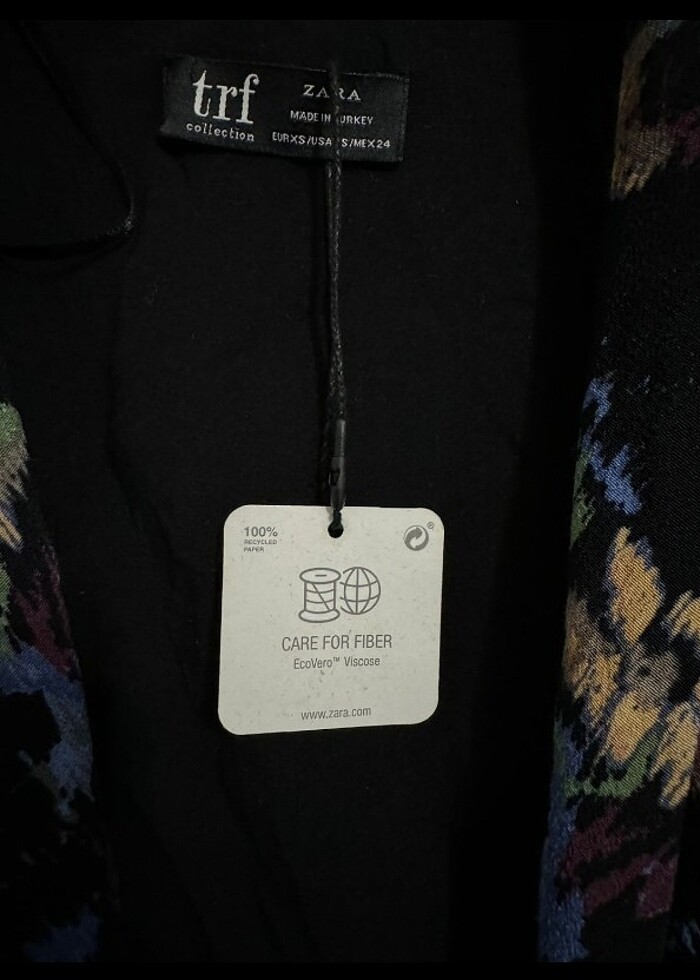 trf
collection
ZARA
MADE IN TURKEY
EUR XS/USA XS/MEX 24
100%
RECYCLED
PAPER
®
CARE FOR FIBER
EcoVero™ Viscose
www.zara.com